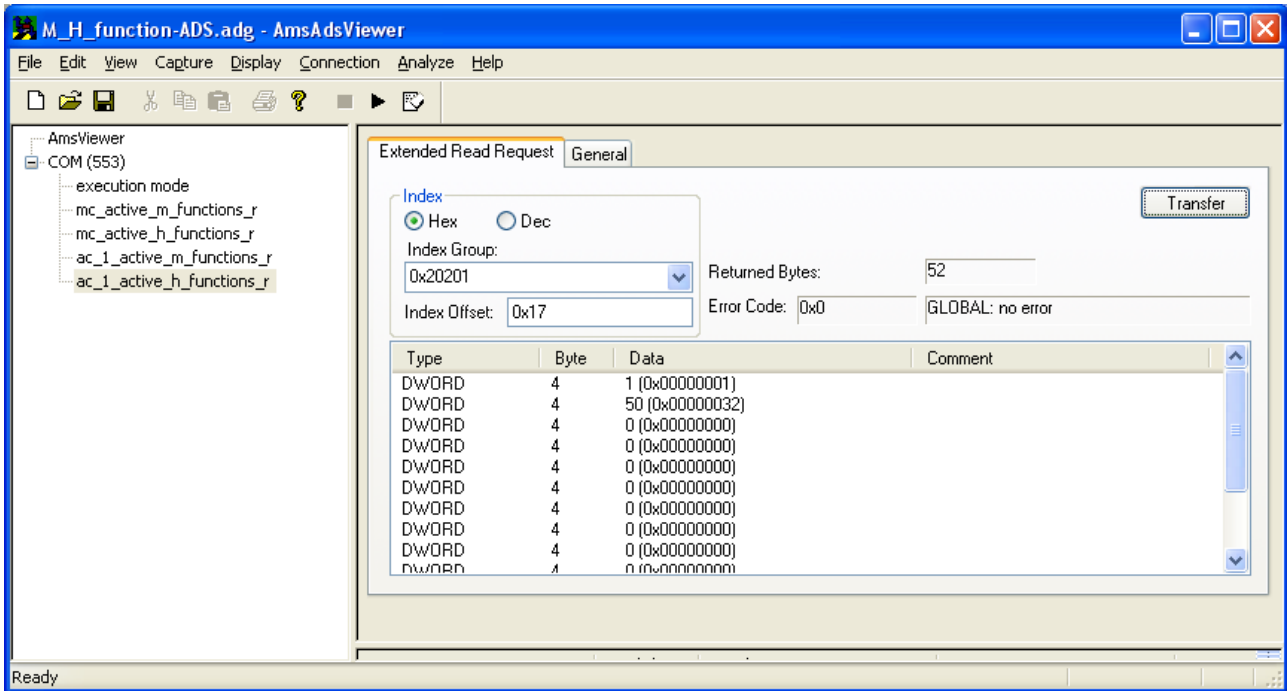 M_H_function-ADS.adg - AmsAdsViewer
File Edit View Capture Display Connection Analyze Help
AmsViewer
COM (553)
execution mode
mc_active_m_functions_r
mc_active_h_functions_r
ac_1_active_m_functions_r
ac_1_active_h_functions_r
Extended Read Request General
Index
Hex Dec
Transfer
Index Group:
0x20201
Returned Bytes: 52
Index Offset: 0x17
Error Code: 0x0 GLOBAL: no error
Type Byte Data Comment
DWORD 4 1 (0x00000001)
DWORD 4 50 (0x00000032)
DWORD 4 0 (0x00000000)
DWORD 4 0 (0x00000000)
DWORD 4 0 (0x00000000)
DWORD 4 0 (0x00000000)
DWORD 4 0 (0x00000000)
DWORD 4 0 (0x00000000)
DWORD 4 0 (0x00000000)
DWORD 4 0 (0x00000000)
Ready